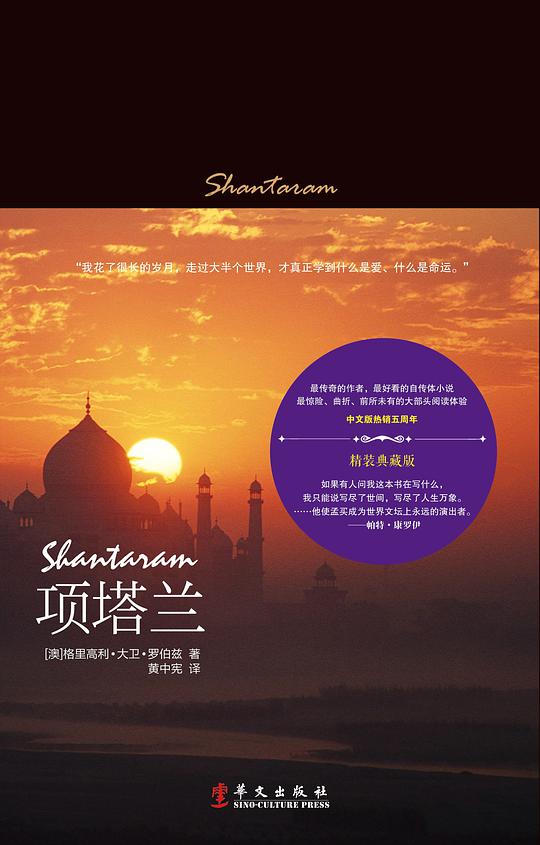 Shantaram
“我花了很长的岁月，走过大半个世界，才真正学到什么是爱、什么是命运。”
最传奇的作者，最好看的自传体小说
最惊险、曲折、前所未有的大部头阅读体验
中文版热销五周年
精装典藏版
如果有人问我这本书在写什么，
我只能说写尽了世间，写尽了人生万象。
……他使孟买成为世界文坛上永远的演出者。
——帕特·康罗伊
Shantaram
项塔兰
[澳]格里高利·大卫·罗伯兹 著
黄中宪 译
華文出版社
SINO-CULTURE PRESS